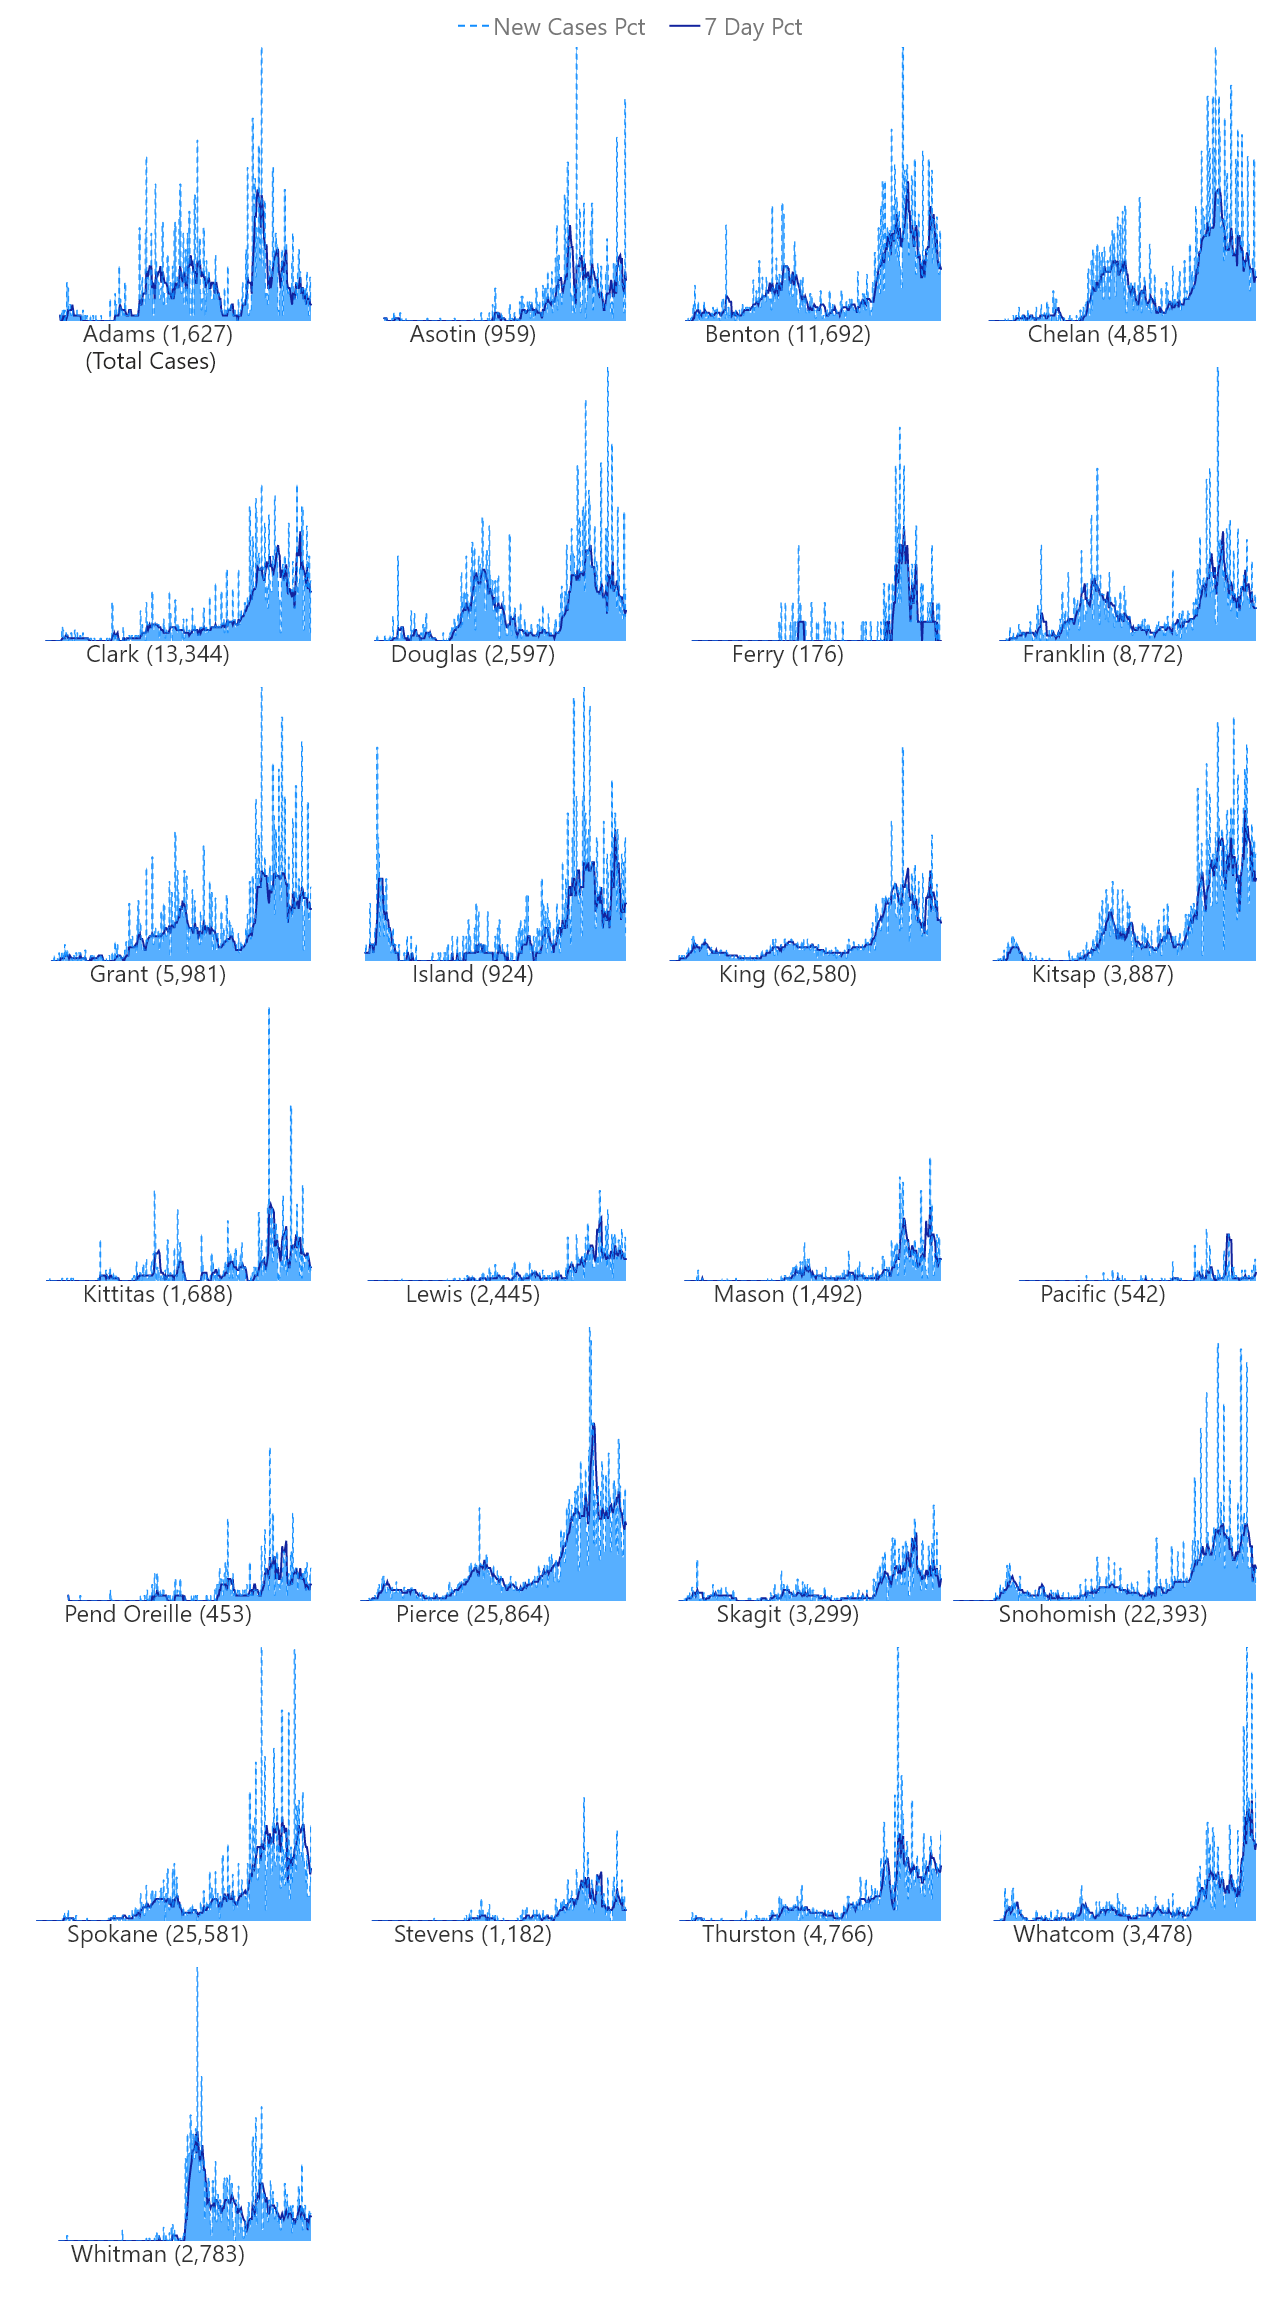 New Cases Pct 7 Day Pct
Adams (1,627) Asotin (959) Benton (11,692) Chelan (4,851)
(Total Cases)
Clark (13,344) Douglas (2,597) Ferry (176) Franklin (8,772)
Grant (5,981) Island (924) King (62,580) Kitsap (3,887)
Kittitas (1,688) Lewis (2,445) Mason (1,492) Pacific (542)
Pend Oreille (453) Pierce (25,864) Skagit (3,299) Snohomish (22,393)
Spokane (25,581) Stevens (1,182) Thurston (4,766) Whatcom (3,478)
Whitman (2,783)